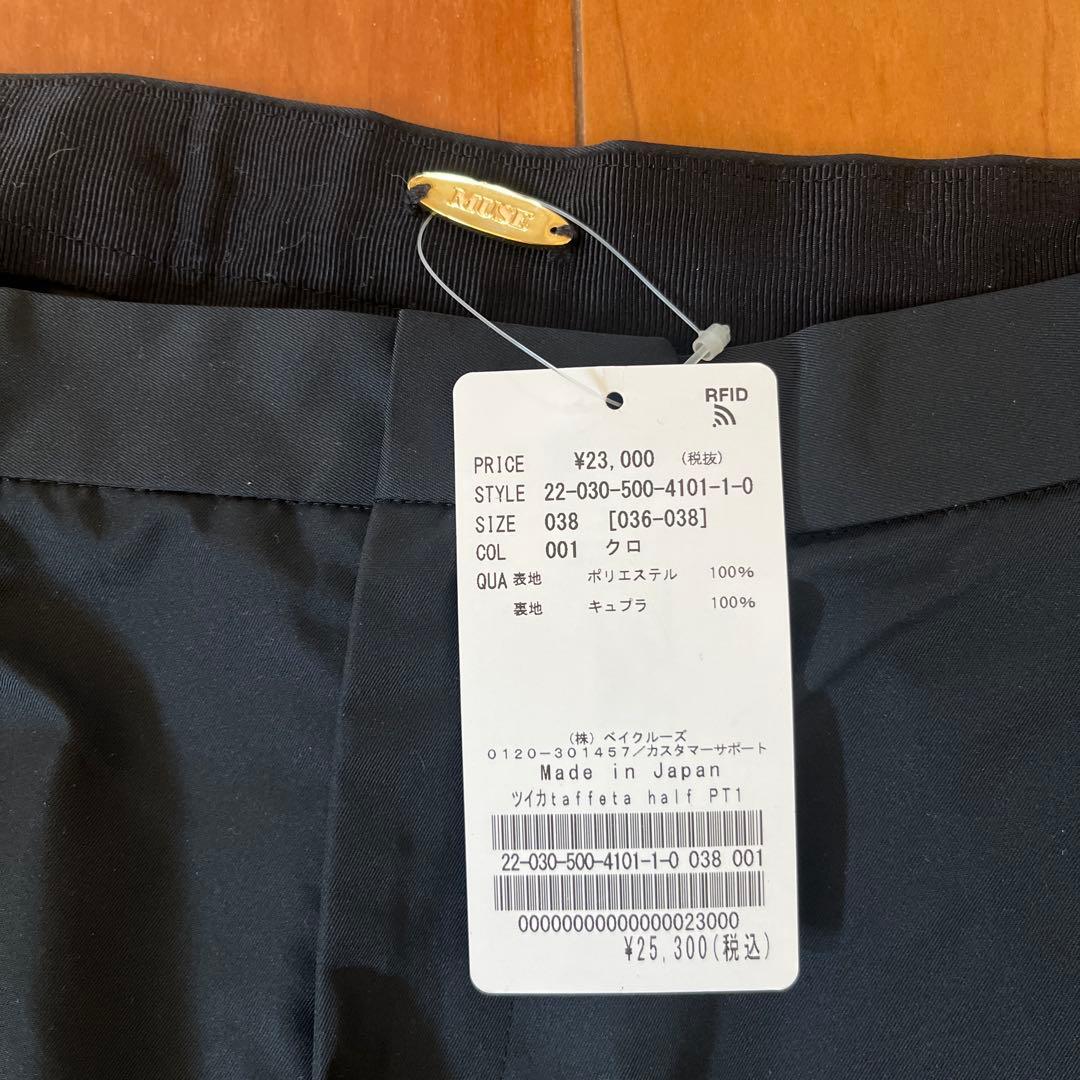 MUSE
RFID
PRICE ¥23,000 (税抜)
STYLE 22-030-500-4101-1-0
SIZE 038 [036-038]
COL 001 クロ
QUA 表地 ポリエステル 100%
裏地 キュプラ 100%
(株)ベイクルーズ
0120-301457/カスタマーサポート
Made in Japan
ツイカtaffeta half PT1
22-030-500-4101-1-0 038 001
00000000000000023000
¥25,300(税込)